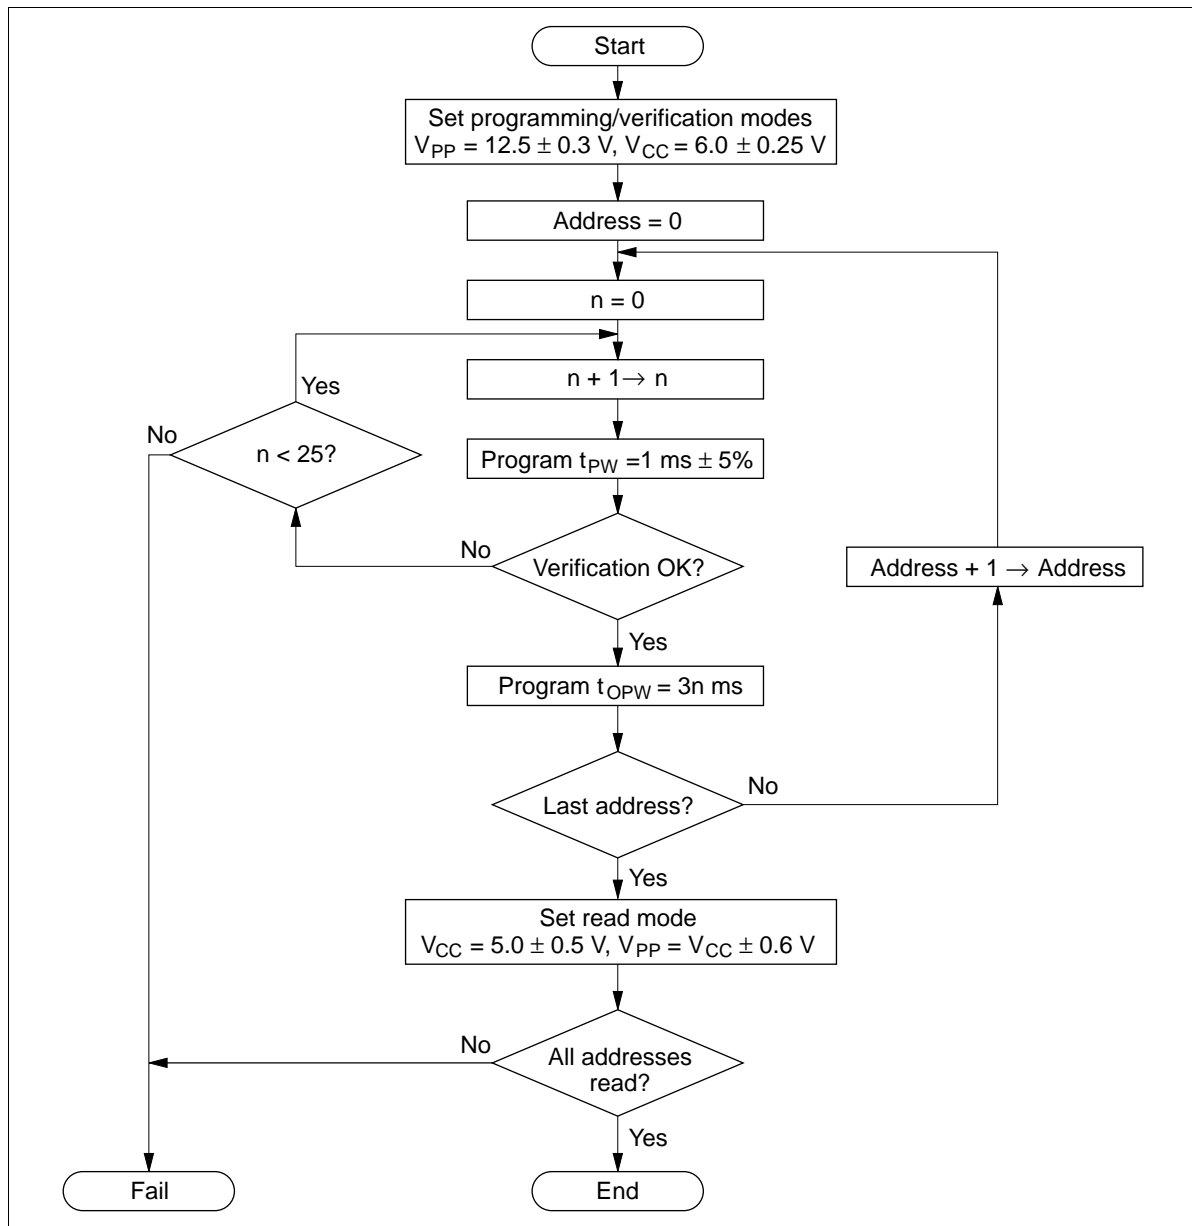 Start
Set programming/verification modes
VPP = 12.5 ± 0.3 V, VCC = 6.0 ± 0.25 V
Address = 0
n = 0
n + 1 → n
Yes
No
n < 25?
Program tPW =1 ms ± 5%
No
Verification OK?
Address + 1 → Address
Yes
Program tOPW = 3n ms
No
Last address?
Yes
Set read mode
VCC = 5.0 ± 0.5 V, VPP = VCC ± 0.6 V
No
All addresses
read?
Yes
Fail
End